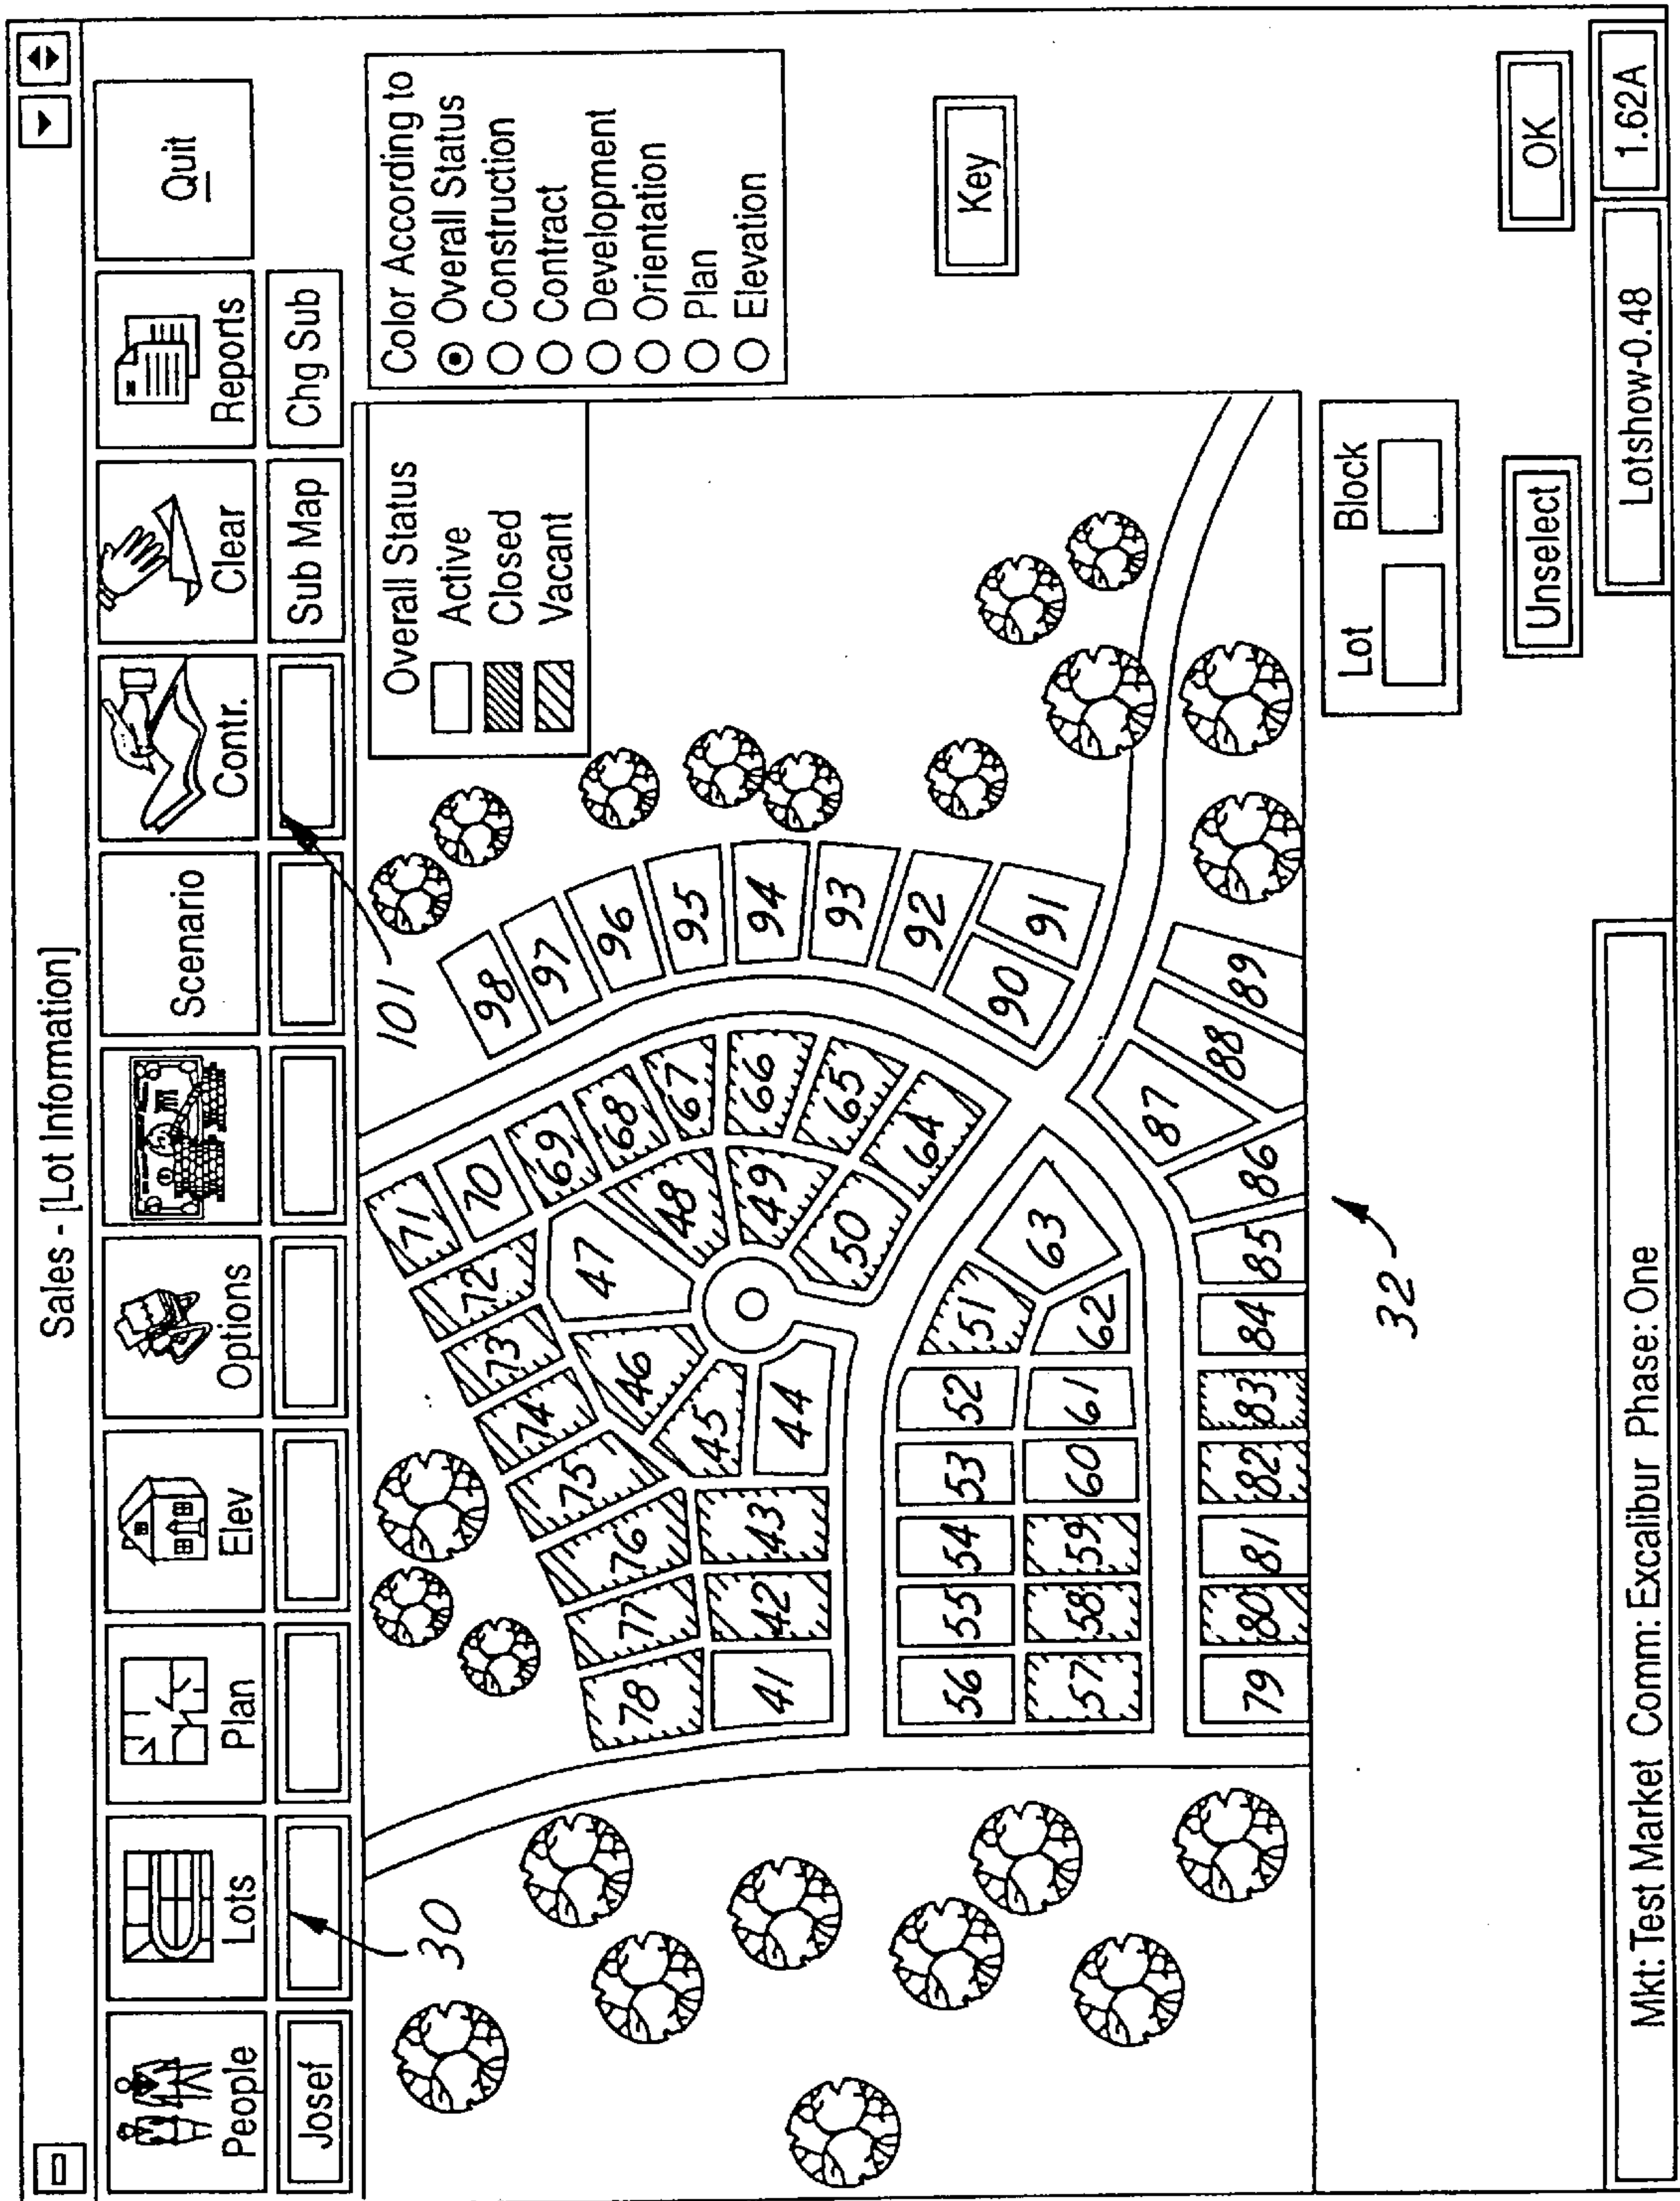 Sales - [Lot Information]
People Lots Plan Elev Options Scenario Contr. Clear Reports Quit
Josef Sub Map Chg Sub
30
101
Overall Status
Active
Closed
Vacant
Color According to
Overall Status
Construction
Contract
Development
Orientation
Plan
Elevation
Key
71 70 69 68 67 66 65 64
98 97 96 95 94 93 92 90 91
78 77 76 75 74 73 72
41 42 43 44 45 46 47 48 49 50
56 55 54 53 52 51
57 58 59 60 61 62 63
79 80 81 82 83 84 85 86 87 88 89
32
Lot Block
Unselect OK
Mkt: Test Market Comm: Excalibur Phase: One Lotshow-0.48 1.62A